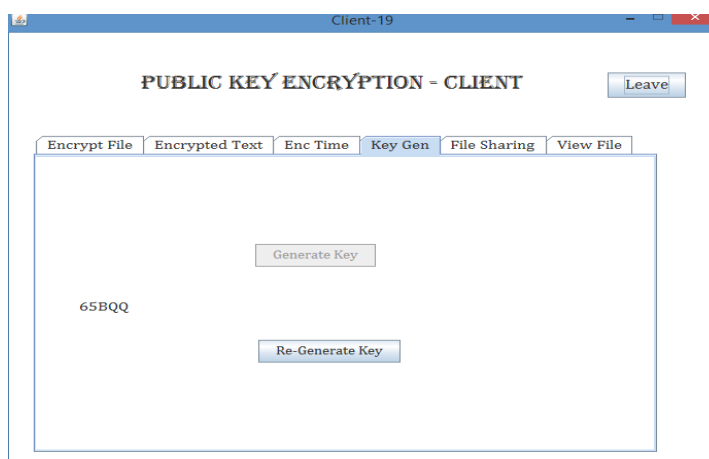 Client-19
PUBLIC KEY ENCRYPTION - CLIENT
Leave
Encrypt File Encrypted Text Enc Time Key Gen File Sharing View File
Generate Key
65BQQ
Re-Generate Key